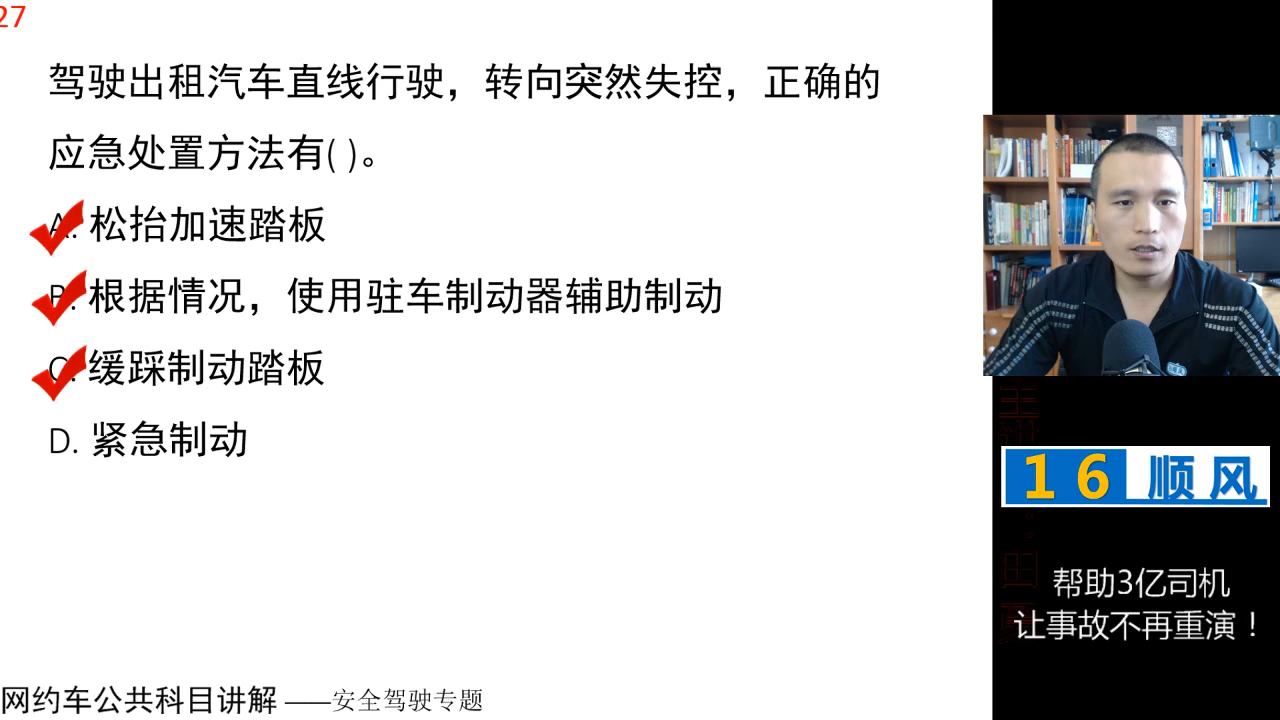 27
驾驶出租汽车直线行驶，转向突然失控，正确的
应急处置方法有( )。
A. 松抬加速踏板
B. 根据情况，使用驻车制动器辅助制动
C. 缓踩制动踏板
D. 紧急制动
16顺风
帮助3亿司机
让事故不再重演！
网约车公共科目讲解 ——安全驾驶专题